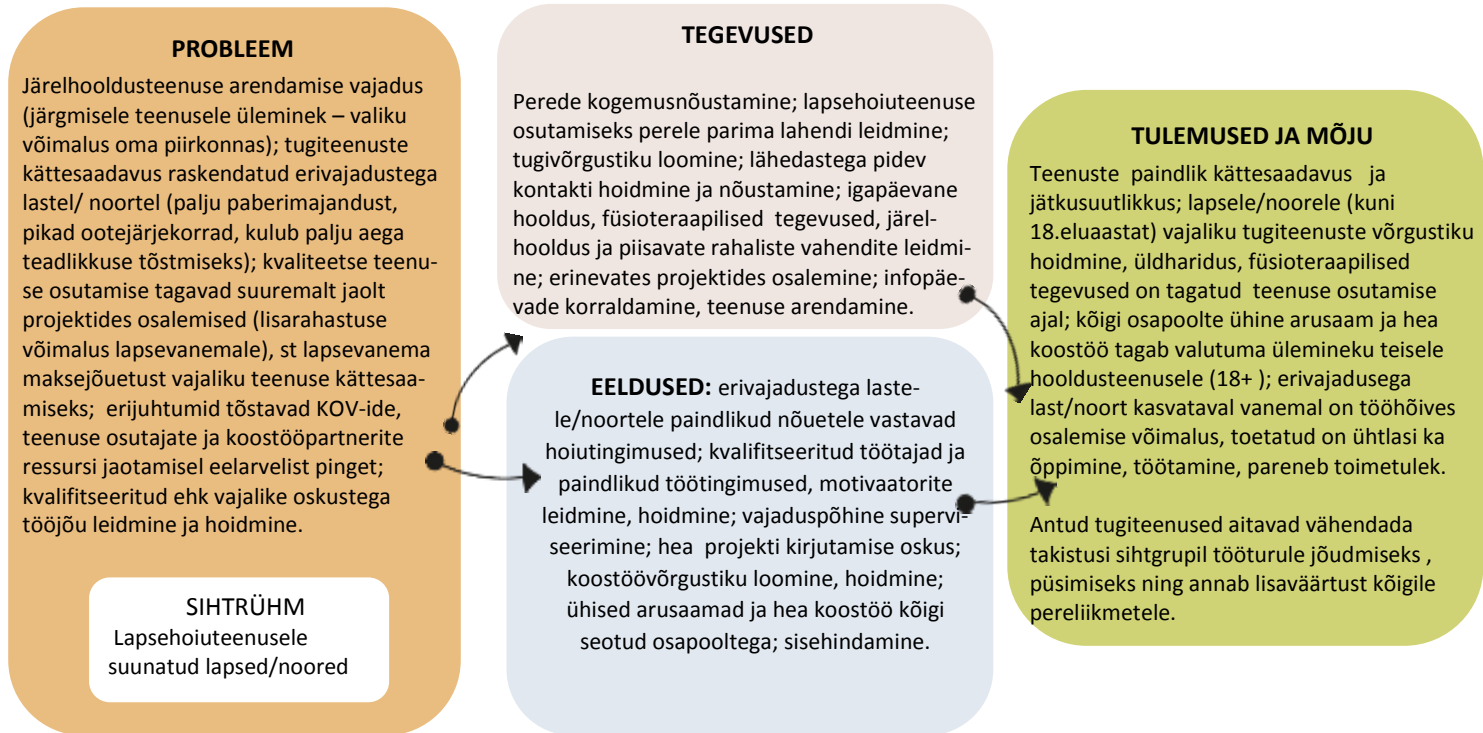 PROBLEEM
Järelhooldusteenuse arendamise vajadus
(järgmisele teenusele üleminek – valiku
võimalus oma piirkonnas); tugiteenuste
kättesaadavus raskendatud erivajadustega
lastel/ noortel (palju paberimajandust,
pikad ootejärjekorrad, kulub palju aega
teadlikkuse tõstmiseks); kvaliteetse teenu-
se osutamise tagavad suuremalt jaolt
projektides osalemised (lisarahastuse
võimalus lapsevanemale), st lapsevanema
maksejõuetust vajaliku teenuse kättesaa-
miseks; erijuhtumid tõstavad KOV-ide,
teenuse osutajate ja koostööpartnerite
ressursi jaotamisel eelarvelist pinget;
kvalifitseeritud ehk vajalike oskustega
tööjõu leidmine ja hoidmine.
SIHTRÜHM
Lapsehoiuteenusele
suunatud lapsed/noored
TEGEVUSED
Perede kogemusnõustamine; lapsehoiuteenuse
osutamiseks perele parima lahendi leidmine;
tugivõrgustiku loomine; lähedastega pidev
kontakti hoidmine ja nõustamine; igapäevane
hooldus, füsioteraapilised tegevused, järel-
hooldus ja piisavate rahaliste vahendite leidmi-
ne; erinevates projektides osalemine; infopäe-
vade korraldamine, teenuse arendamine.
EELDUSED: erivajadustega laste-
le/noortele paindlikud nõuetele vastavad
hoiutingimused; kvalifitseeritud töötajad ja
paindlikud töötingimused, motivaatorite
leidmine, hoidmine; vajaduspõhine supervi-
seerimine; hea projekti kirjutamise oskus;
koostöövõrgustiku loomine, hoidmine;
ühised arusaamad ja hea koostöö kõigi
seotud osapooltega; sisehindamine.
TULEMUSED JA MÕJU
Teenuste paindlik kättesaadavus ja
jätkusuutlikkus; lapsele/noorele (kuni
18.eluaastat) vajaliku tugiteenuste võrgustiku
hoidmine, üldharidus, füsioteraapilised
tegevused on tagatud teenuse osutamise
ajal; kõigi osapoolte ühine arusaam ja hea
koostöö tagab valutuma ülemineku teisele
hooldusteenusele (18+ ); erivajadusega
last/noort kasvataval vanemal on tööhõives
osalemise võimalus, toetatud on ühtlasi ka
õppimine, töötamine, pareneb toimetulek.
Antud tugiteenused aitavad vähendada
takistusi sihtgrupil tööturule jõudmiseks ,
püsimiseks ning annab lisaväärtust kõigile
pereliikmetele.